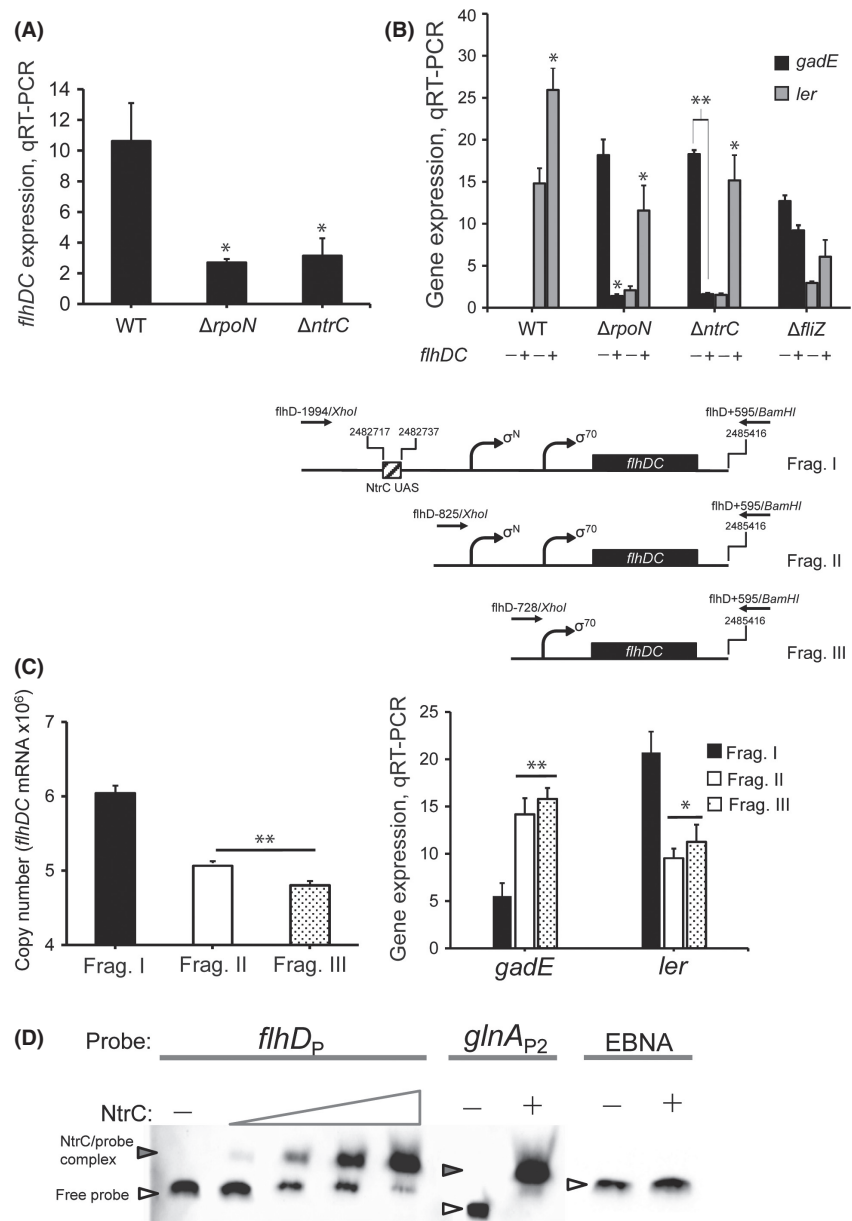 (A)
flhDC expression, qRT-PCR
14
12
10
8
6
4
2
0
*
*
WT
ΔrpoN
ΔntrC
(B)
Gene expression, qRT-PCR
40
35
30
25
20
15
10
5
0
gadE
ler
*
*
*
**
*
WT
ΔrpoN
ΔntrC
ΔfliZ
flhDC
−+−+
−+−+
−+−+
−+−+
flhD-1994/XhoI
2482717
2482737
NtrC UAS
σN
σ70
flhDC
flhD+595/BamHI
2485416
Frag. I
flhD-825/XhoI
σN
σ70
flhDC
flhD+595/BamHI
2485416
Frag. II
flhD-728/XhoI
σ70
flhDC
flhD+595/BamHI
2485416
Frag. III
(C)
Copy number (flhDC mRNA x10⁶)
7
6
5
4
**
Frag. I
Frag. II
Frag. III
Gene expression, qRT-PCR
25
20
15
10
5
0
**
*
Frag. I
Frag. II
Frag. III
gadE
ler
(D)
Probe:
flhDP
glnAP2
EBNA
NtrC:
−
−
+
−
+
NtrC/probe
complex
Free probe